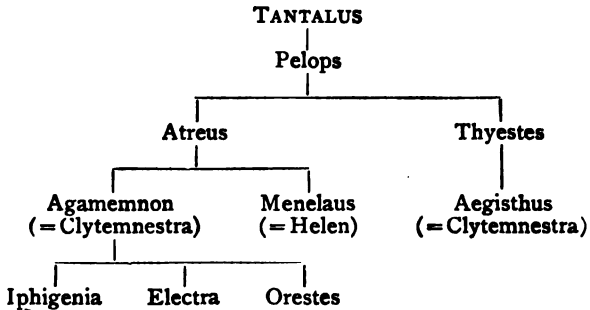 TANTALUS
Pelops
Atreus Thyestes
Agamemnon Menelaus Aegisthus
(=Clytemnestra) (=Helen) (=Clytemnestra)
Iphigenia Electra Orestes